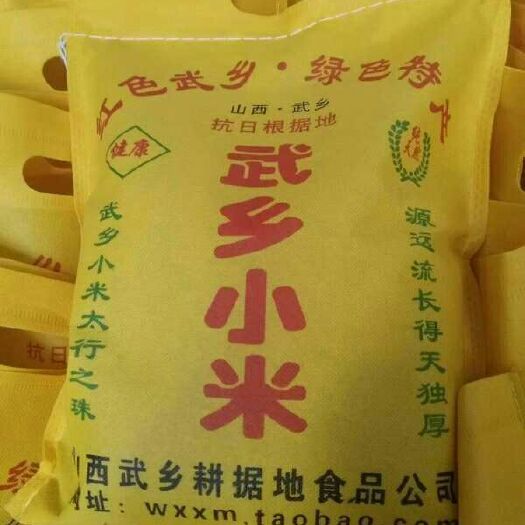 红色武乡·绿色特产
山西·武乡
抗日根据地
健康
武乡小米
武乡小米太行之珠
源远流长得天独厚
山西武乡耕据地食品公司
网址：wxxm.taobao.com
抗日